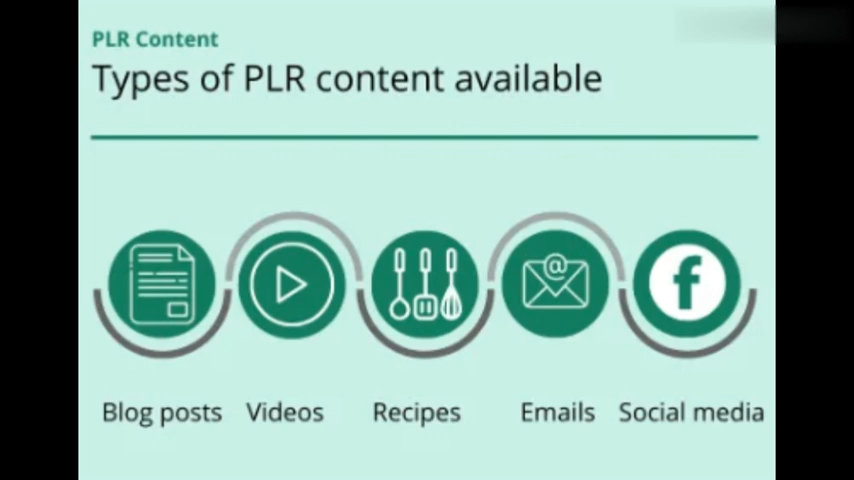 PLR Content
Types of PLR content available
@
f
Blog posts Videos Recipes Emails Social media